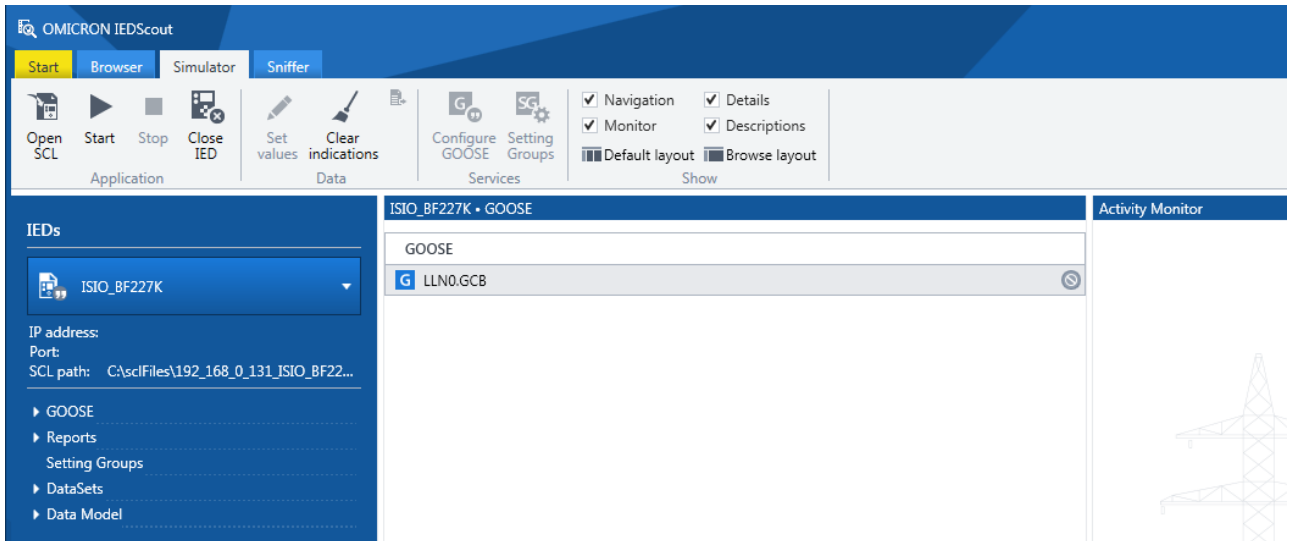 OMICRON IEDScout
Start Browser Simulator Sniffer
Open SCL Start Stop Close IED Set values Clear indications Configure GOOSE Setting Groups
Navigation Details
Monitor Descriptions
Default layout Browse layout
Application Data Services Show
IEDs
ISIO_BF227K
IP address:
Port:
SCL path: C:\sclFiles\192_168_0_131_ISIO_BF22...
GOOSE
Reports
Setting Groups
DataSets
Data Model
ISIO_BF227K • GOOSE
GOOSE
G LLN0.GCB
Activity Monitor